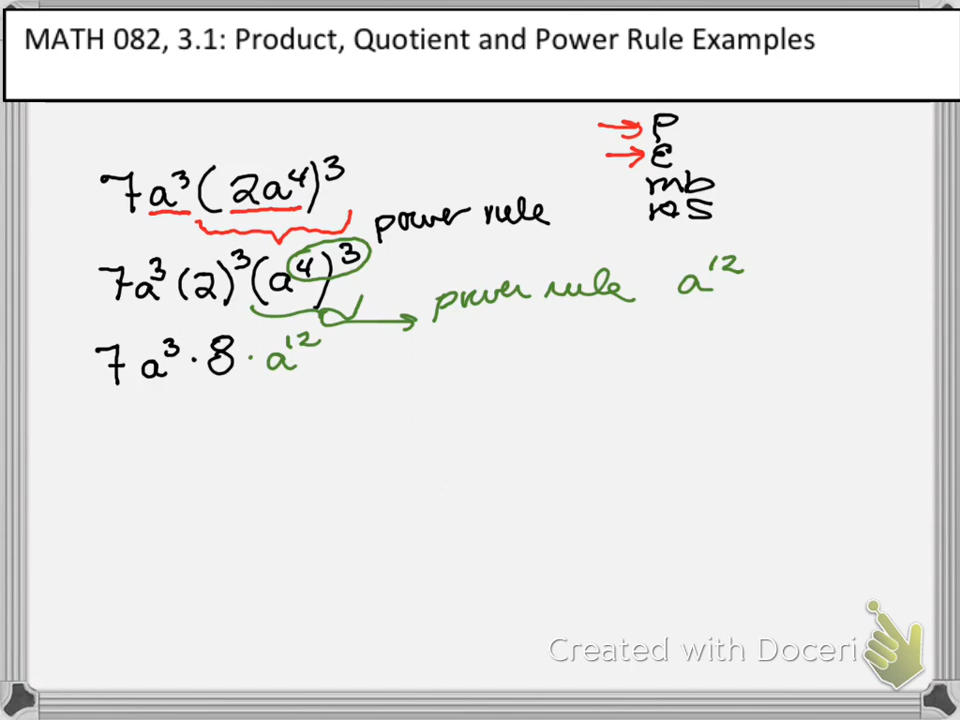 MATH 082, 3.1: Product, Quotient and Power Rule Examples
→ P
→ E
mD
AS
7a³(2a⁴)³
power rule
7a³(2)³(a⁴)³
→ power rule a¹²
7a³ · 8 · a¹²
Created with Doceri